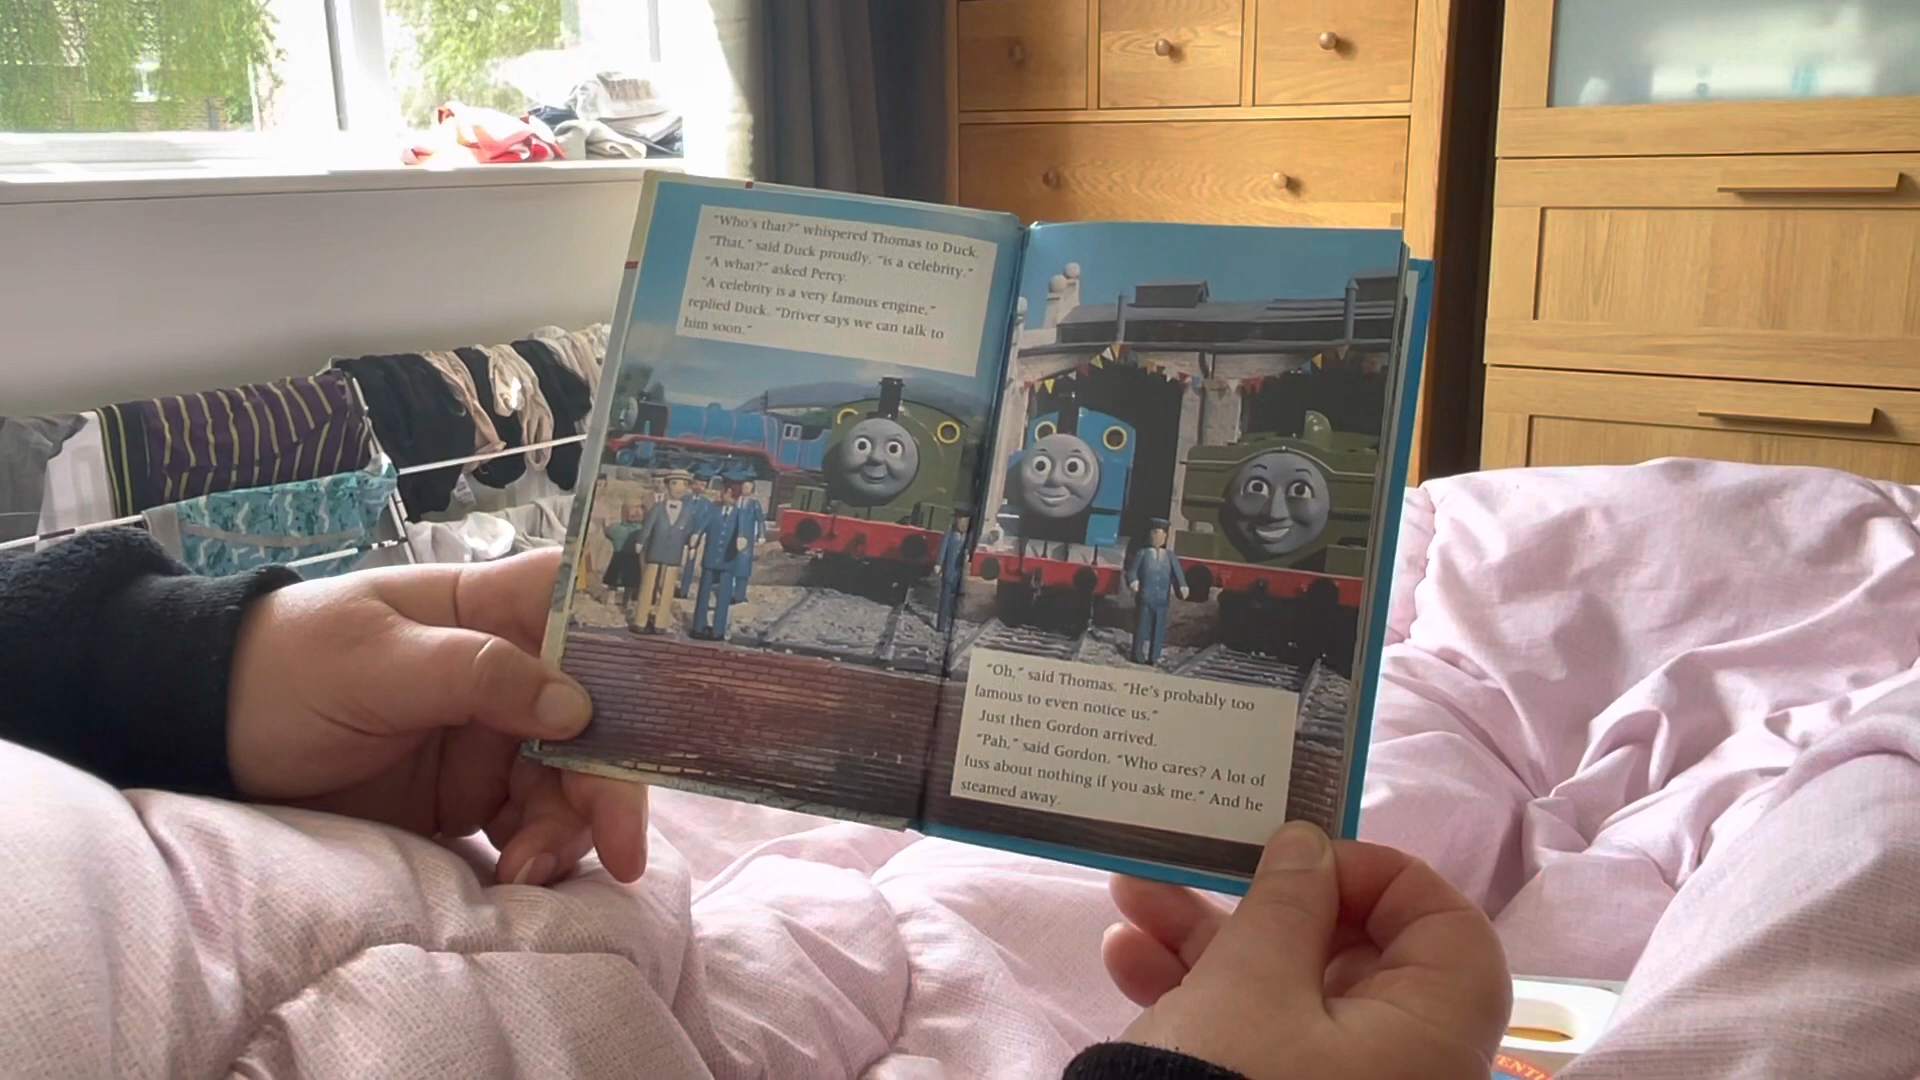 "Who's that?" whispered Thomas to Duck.
"That," said Duck proudly, "is a celebrity."
"A what?" asked Percy.
"A celebrity is a very famous engine,"
replied Duck. "Driver says we can talk to
him soon."
"Oh," said Thomas. "He's probably too
famous to even notice us."
Just then Gordon arrived.
"Pah," said Gordon. "Who cares? A lot of
fuss about nothing if you ask me." And he
steamed away.